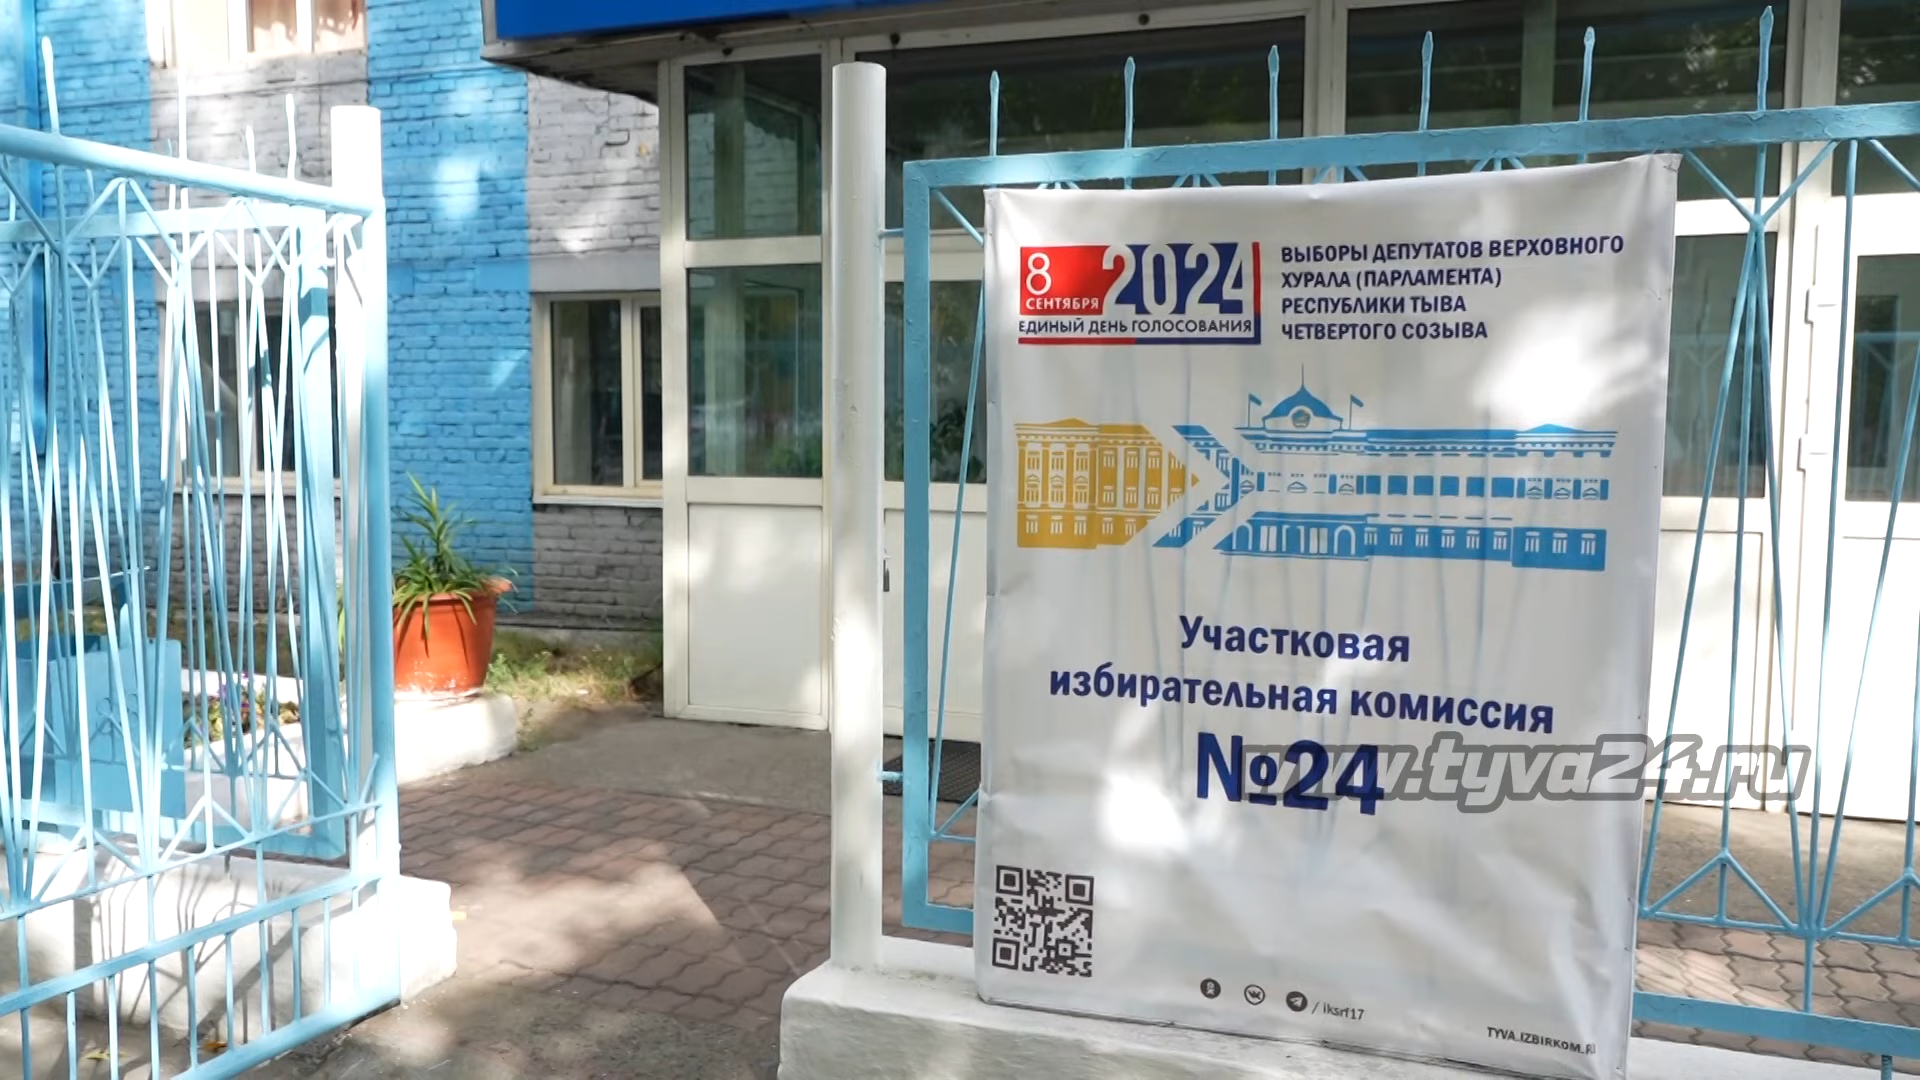 8
СЕНТЯБРЯ
2024
ЕДИНЫЙ ДЕНЬ ГОЛОСОВАНИЯ
ВЫБОРЫ ДЕПУТАТОВ ВЕРХОВНОГО
ХУРАЛА (ПАРЛАМЕНТА)
РЕСПУБЛИКИ ТЫВА
ЧЕТВЕРТОГО СОЗЫВА
Участковая
избирательная комиссия
№24
www.tyva24.ru
/ iksrf17
TYVA.IZBIRKOM.RU